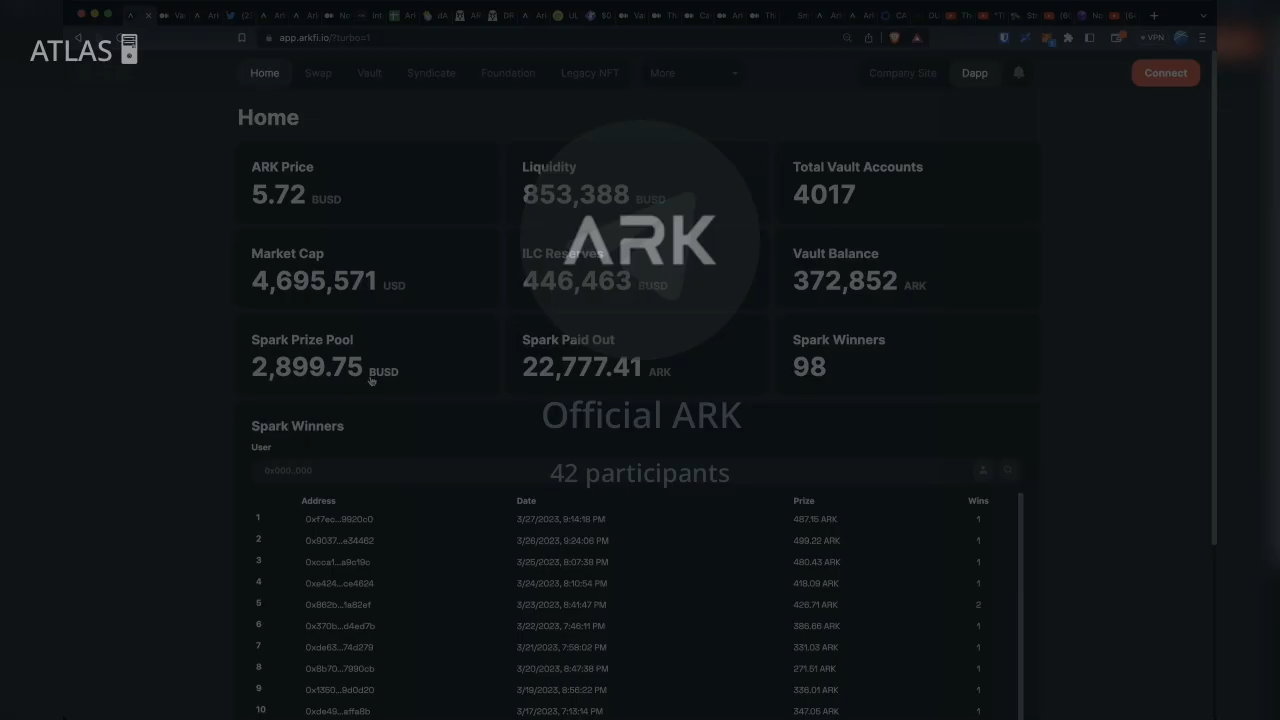 ATLAS
app.arkfi.io/?turbo=1
VPN
Home Swap Vault Syndicate Foundation Legacy NFT More Company Site Dapp Connect
Home
ARK Price Liquidity Total Vault Accounts
5.72 BUSD 853,388 BUSD 4017
ARK
Market Cap ILC Reserves Vault Balance
4,695,571 USD 446,463 BUSD 372,852 ARK
Spark Prize Pool Spark Paid Out Spark Winners
2,899.75 BUSD 22,777.41 ARK 98
Official ARK
Spark Winners
User
0x000..000
42 participants
Address Date Prize Wins
1 0xf7ec...9920c0 3/27/2023, 9:14:18 PM 487.15 ARK 1
2 0x9037...e34462 3/26/2023, 9:24:06 PM 499.22 ARK 1
3 0xcca1...a9c19c 3/25/2023, 8:07:38 PM 480.43 ARK 1
4 0xe424...ce4624 3/24/2023, 8:10:54 PM 418.09 ARK 1
5 0x862b...1a82ef 3/23/2023, 8:41:47 PM 426.71 ARK 2
6 0x370b...d4ed7b 3/22/2023, 7:46:11 PM 386.66 ARK 1
7 0xde63...74d279 3/21/2023, 7:58:02 PM 331.03 ARK 1
8 0x8b70...7990cb 3/20/2023, 8:47:38 PM 271.51 ARK 1
9 0x1350...9d0d20 3/19/2023, 8:56:22 PM 336.01 ARK 1
10 0xde49...affa8b 3/17/2023, 7:13:14 PM 347.05 ARK 1